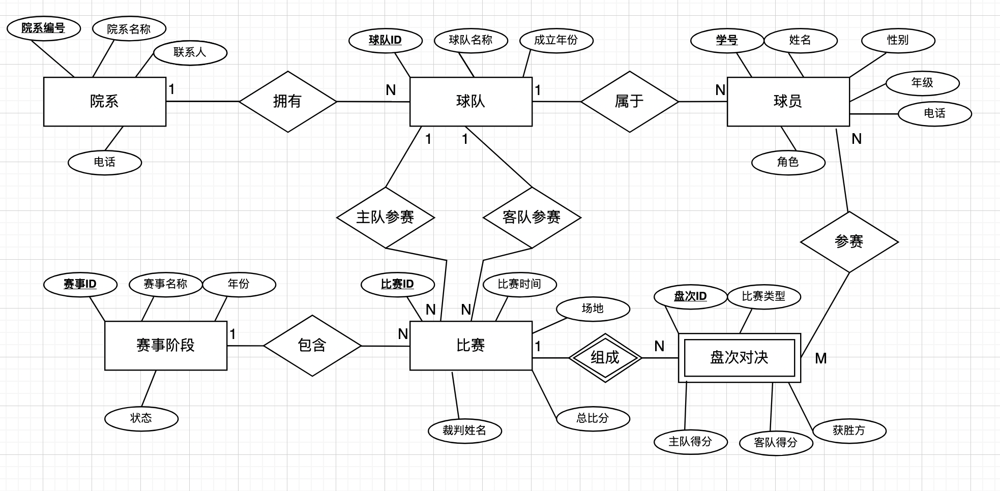 院系编号
院系名称
联系人
球队ID
球队名称
成立年份
学号
姓名
性别
年级
电话
院系
1
拥有
N
球队
1
属于
N
球员
电话
1
1
N
角色
主队参赛
客队参赛
参赛
赛事ID
赛事名称
年份
比赛ID
比赛时间
场地
盘次ID
比赛类型
N
N
赛事阶段
1
包含
N
比赛
1
组成
N
盘次对决
M
状态
裁判姓名
总比分
主队得分
客队得分
获胜方